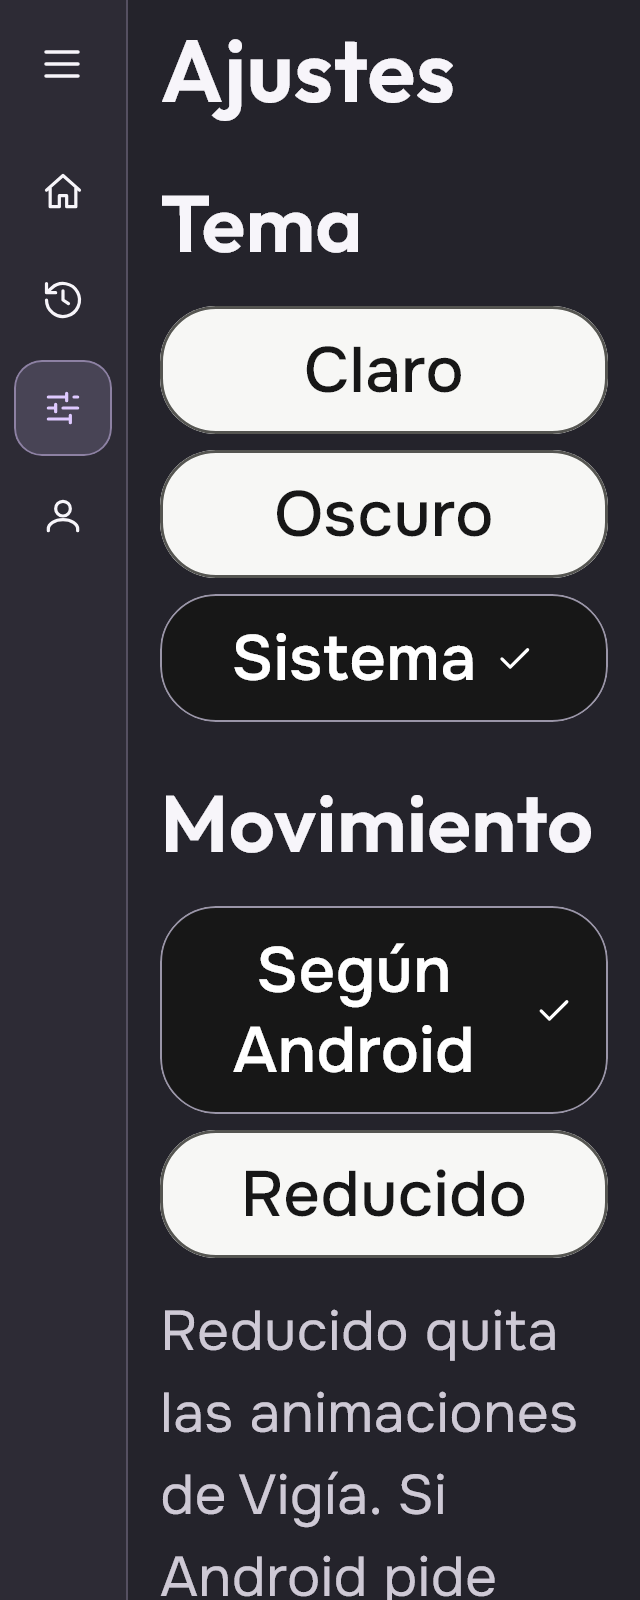 Ajustes
Tema
Claro
Oscuro
Sistema
Movimiento
Según
Android
Reducido
Reducido quita
las animaciones
de Vigía. Si
Android pide